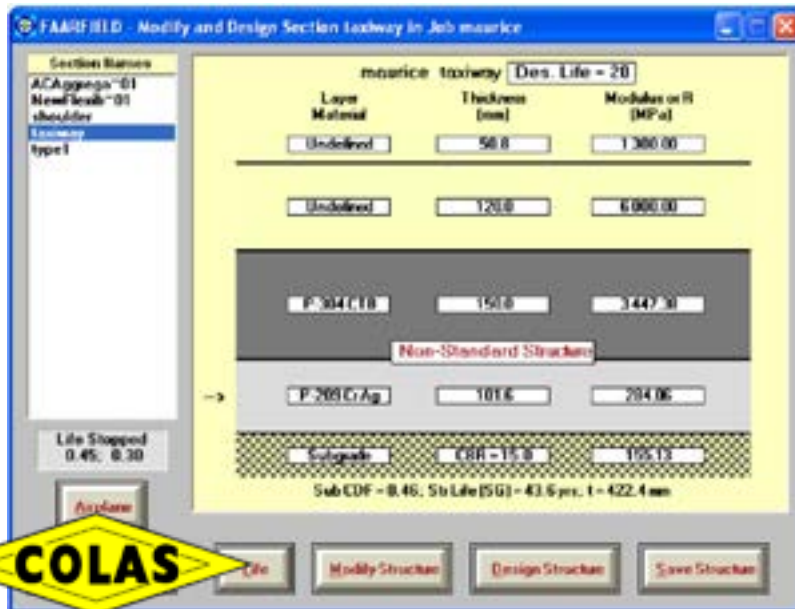 FAARFIELD - Modify and Design Section taxiway in Job maurice
Section Names
ACAggrega~01
NewFlexib~01
shoulder
taxiway
type1
maurice taxiway Des. Life = 20
Layer Material Thickness (mm) Modulus or R (MPa)
Undefined 50.8 1 300.00
Undefined 120.0 6 000.00
P-304 CTB 150.0 3 447.38
Non-Standard Structure
--> P-209 CrAg 101.6 284.06
Subgrade CBR = 15.0 155.13
Sub CDF = 0.46; Str Life (SG) = 43.6 yrs; t = 422.4 mm
Life Stopped
0.45; 0.30
Airplane
COLAS
Life Modify Structure Design Structure Save Structure